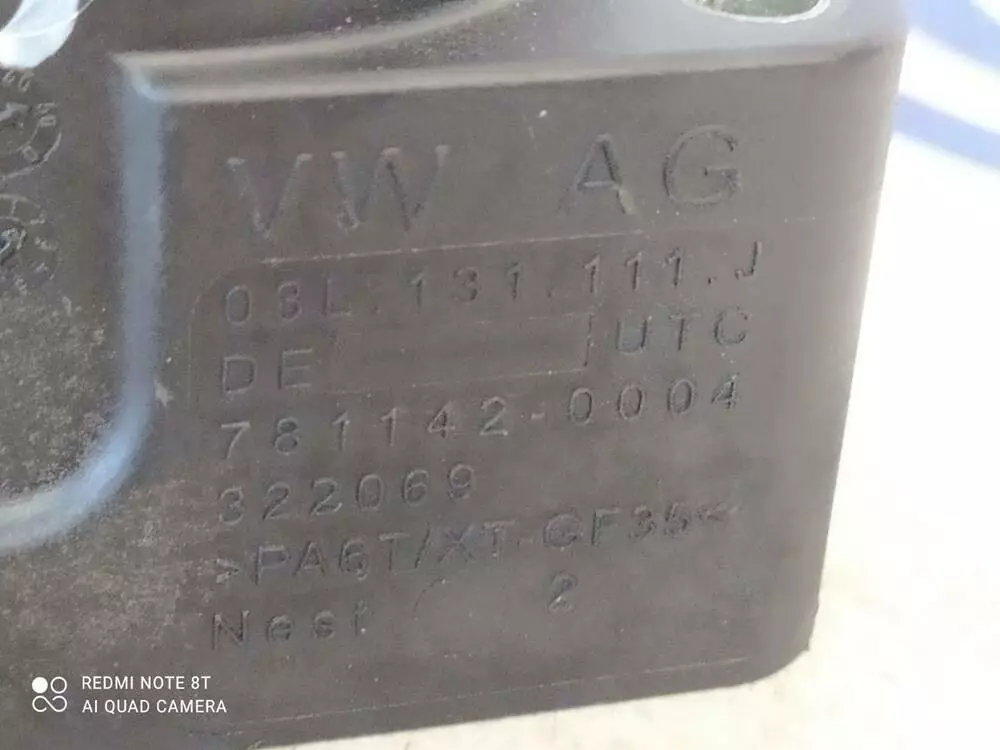 VW AG
03L.131.111.J
DE UTC
781142-0004
322069
>PA6T/XT-GF35<
Nest 2
REDMI NOTE 8T
AI QUAD CAMERA